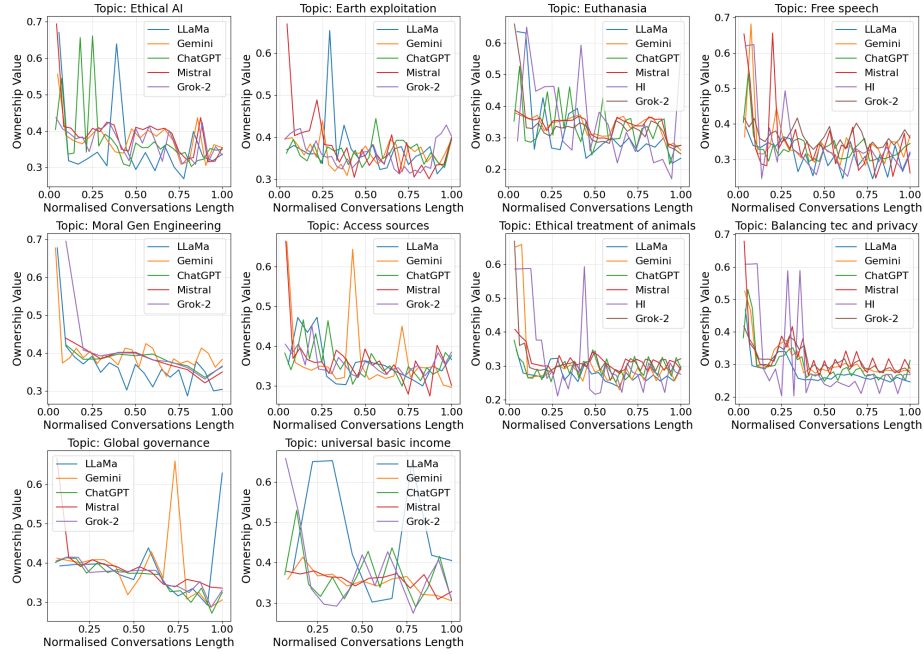 Topic: Ethical AI
Ownership Value
0.7
0.6
0.5
0.4
0.3
LLaMa
Gemini
ChatGPT
Mistral
Grok-2
0.00
0.25
0.50
0.75
1.00
Normalised Conversations Length
Topic: Earth exploitation
Ownership Value
0.6
0.5
0.4
0.3
LLaMa
Gemini
ChatGPT
Mistral
Grok-2
0.00
0.25
0.50
0.75
1.00
Normalised Conversations Length
Topic: Euthanasia
Ownership Value
0.6
0.5
0.4
0.3
0.2
LLaMa
Gemini
ChatGPT
Mistral
HI
Grok-2
0.00
0.25
0.50
0.75
1.00
Normalised Conversations Length
Topic: Free speech
Ownership Value
0.7
0.6
0.5
0.4
0.3
LLaMa
Gemini
ChatGPT
Mistral
HI
Grok-2
0.00
0.25
0.50
0.75
1.00
Normalised Conversations Length
Topic: Moral Gen Engineering
Ownership Value
0.7
0.6
0.5
0.4
0.3
LLaMa
Gemini
ChatGPT
Mistral
Grok-2
0.00
0.25
0.50
0.75
1.00
Normalised Conversations Length
Topic: Access sources
Ownership Value
0.6
0.5
0.4
0.3
LLaMa
Gemini
ChatGPT
Mistral
Grok-2
0.00
0.25
0.50
0.75
1.00
Normalised Conversations Length
Topic: Ethical treatment of animals
Ownership Value
0.6
0.5
0.4
0.3
0.2
LLaMa
Gemini
ChatGPT
Mistral
HI
Grok-2
0.00
0.25
0.50
0.75
1.00
Normalised Conversations Length
Topic: Balancing tec and privacy
Ownership Value
0.7
0.6
0.5
0.4
0.3
0.2
LLaMa
Gemini
ChatGPT
Mistral
HI
Grok-2
0.00
0.25
0.50
0.75
1.00
Normalised Conversations Length
Topic: Global governance
Ownership Value
0.6
0.5
0.4
0.3
LLaMa
Gemini
ChatGPT
Mistral
Grok-2
0.25
0.50
0.75
1.00
Normalised Conversations Length
Topic: universal basic income
Ownership Value
0.6
0.5
0.4
0.3
LLaMa
Gemini
ChatGPT
Mistral
Grok-2
0.25
0.50
0.75
1.00
Normalised Conversations Length